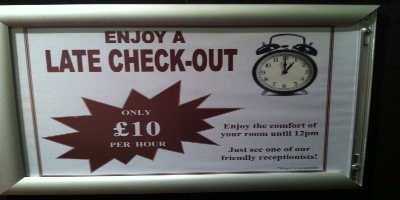 ENJOY A
LATE CHECK-OUT
ONLY
£10
PER HOUR
Enjoy the comfort of
your room until 12pm
Just see one of our
friendly receptionists!